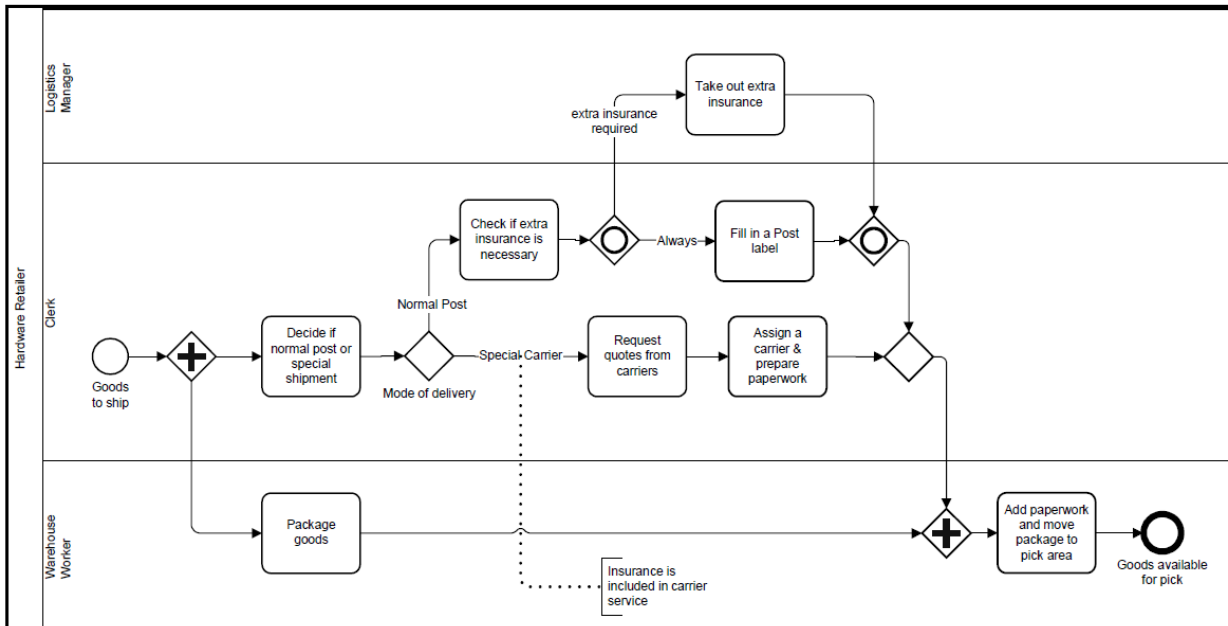 Hardware Retailer
Logistics
Manager
Take out extra
insurance
extra insurance
required
Clerk
Check if extra
insurance is
necessary
Always
Fill in a Post
label
Normal Post
Decide if
normal post or
special
shipment
Special Carrier
Request
quotes from
carriers
Assign a
carrier &
prepare
paperwork
Goods
to ship
Mode of delivery
Warehouse
Worker
Package
goods
Add paperwork
and move
package to
pick area
Goods available
for pick
Insurance is
included in carrier
service